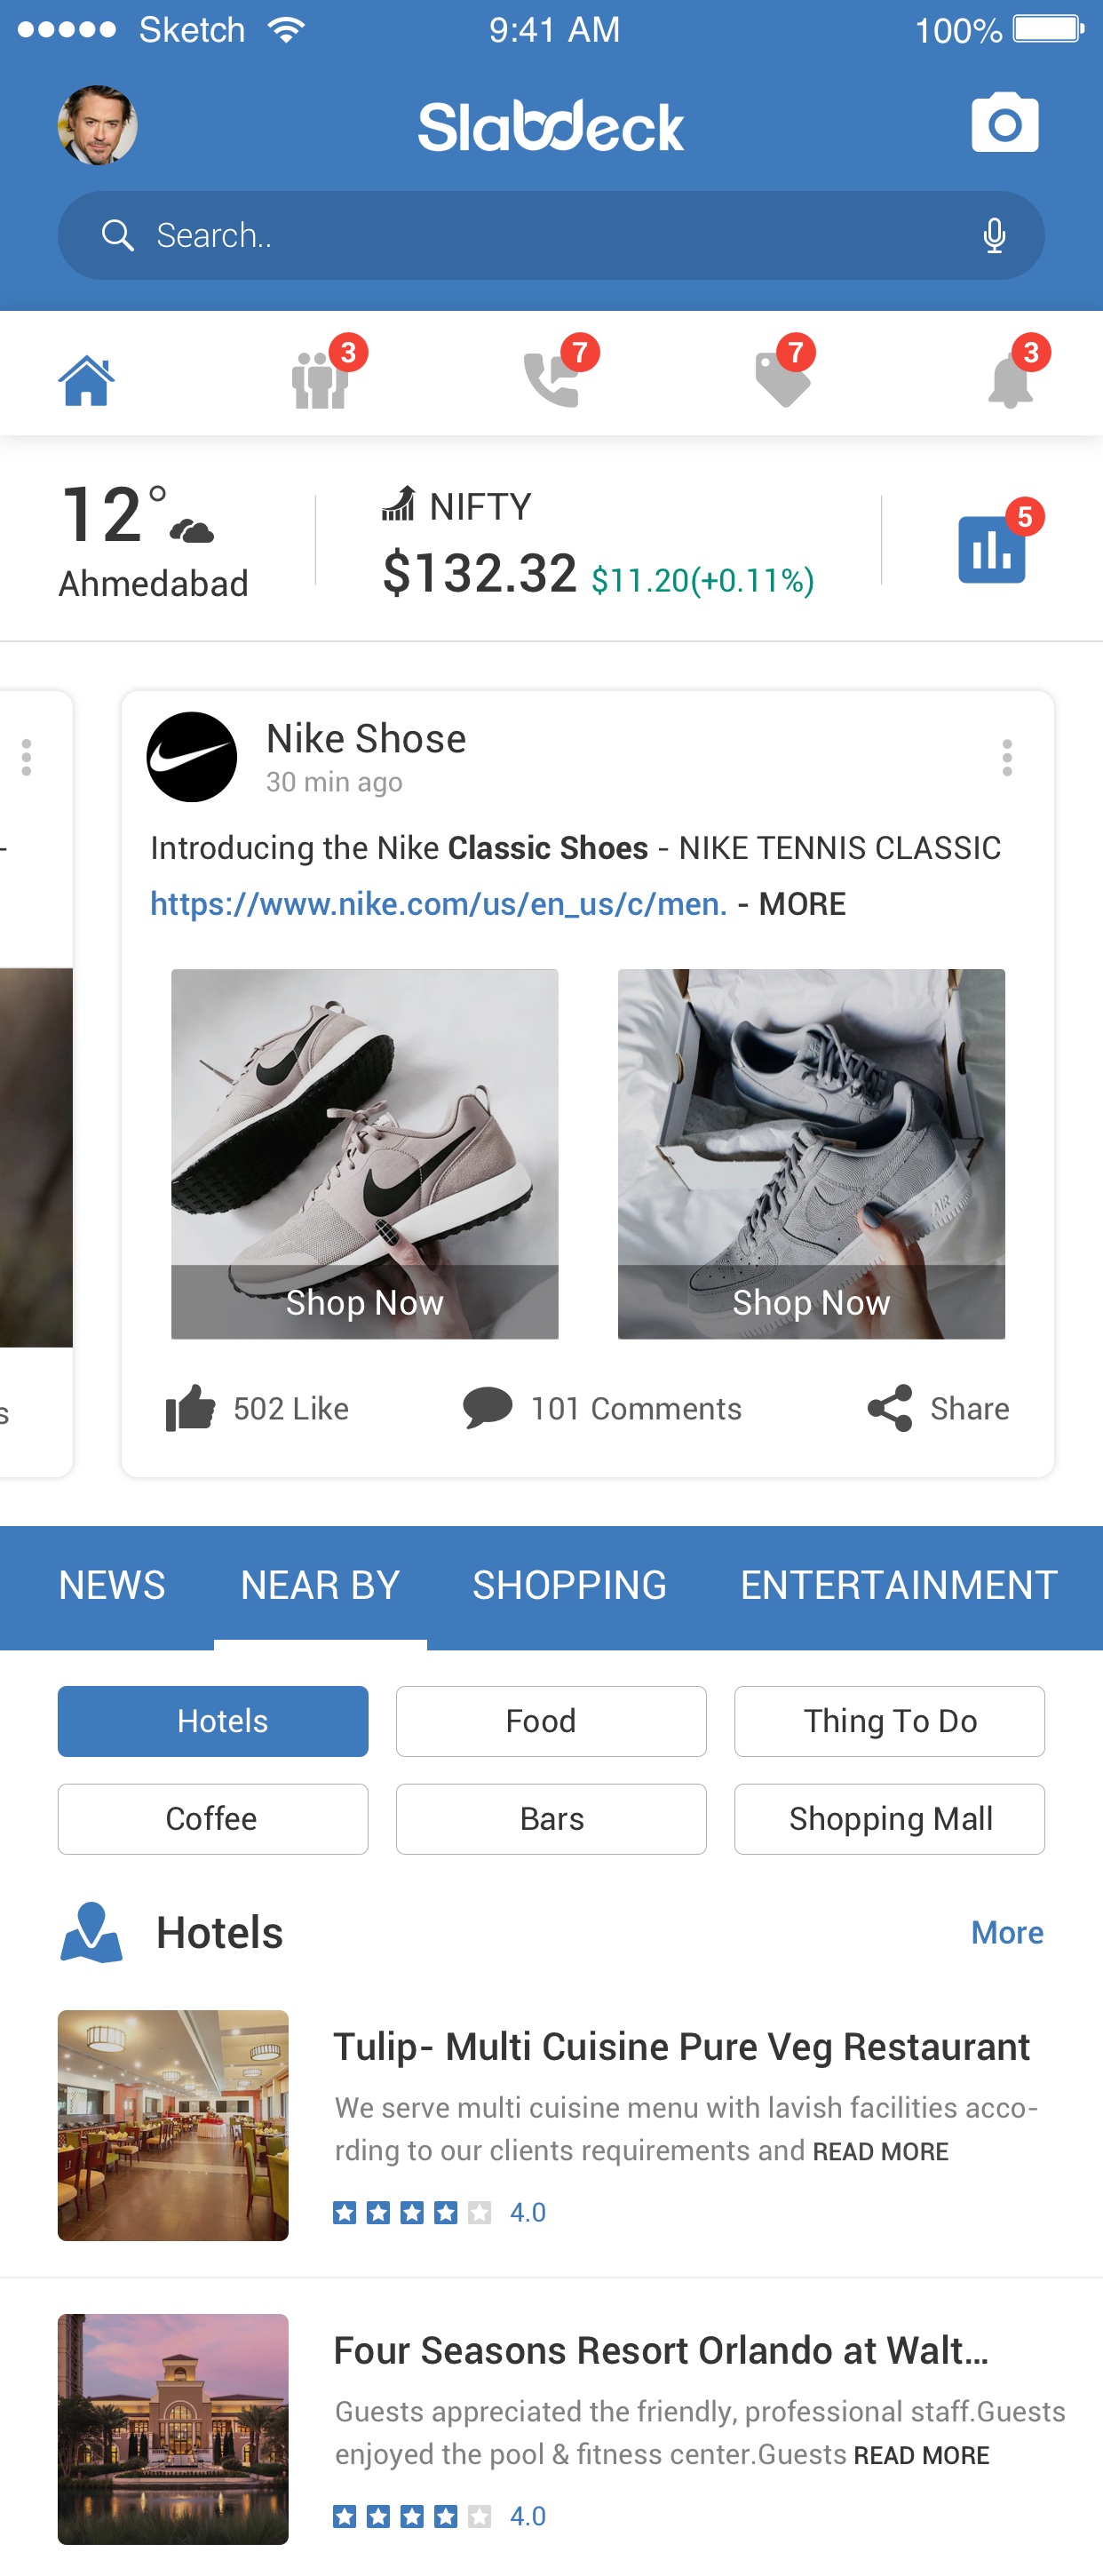 Sketch 9:41 AM 100%
Slabdeck
Search..
3 7 7 3
12°
Ahmedabad
NIFTY
$132.32 $11.20(+0.11%)
5
Nike Shose
30 min ago
-
Introducing the Nike Classic Shoes - NIKE TENNIS CLASSIC
https://www.nike.com/us/en_us/c/men. - MORE
AIR
Shop Now Shop Now
s
502 Like 101 Comments Share
NEWS NEAR BY SHOPPING ENTERTAINMENT
Hotels Food Thing To Do
Coffee Bars Shopping Mall
Hotels More
Tulip- Multi Cuisine Pure Veg Restaurant
We serve multi cuisine menu with lavish facilities acco-
rding to our clients requirements and READ MORE
4.0
Four Seasons Resort Orlando at Walt...
Guests appreciated the friendly, professional staff.Guests
enjoyed the pool & fitness center.Guests READ MORE
4.0